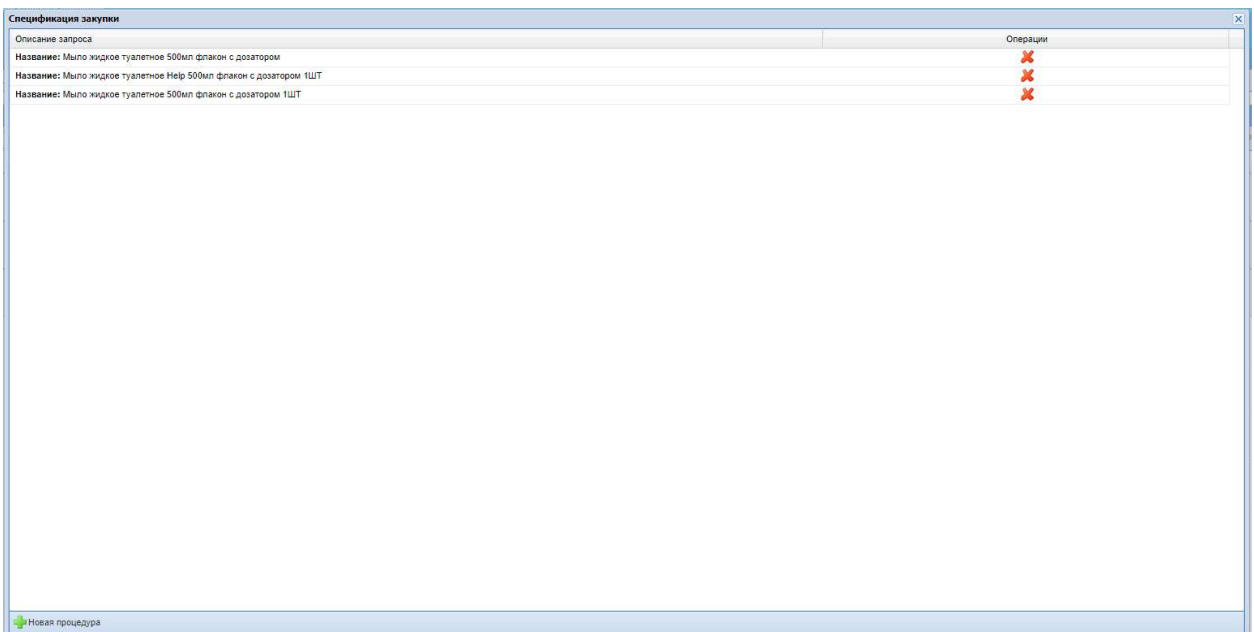 Спецификация закупки
Описание запроса Операции
Название: Мыло жидкое туалетное 500мл флакон с дозатором
Название: Мыло жидкое туалетное Help 500мл флакон с дозатором 1ШТ
Название: Мыло жидкое туалетное 500мл флакон с дозатором 1ШТ
Новая процедура